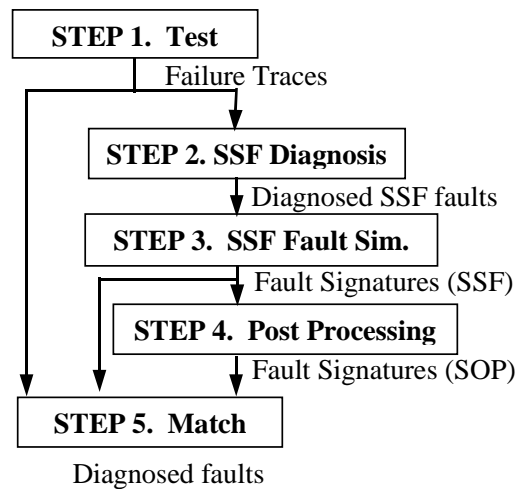 STEP 1. Test
Failure Traces
STEP 2. SSF Diagnosis
Diagnosed SSF faults
STEP 3. SSF Fault Sim.
Fault Signatures (SSF)
STEP 4. Post Processing
Fault Signatures (SOP)
STEP 5. Match
Diagnosed faults